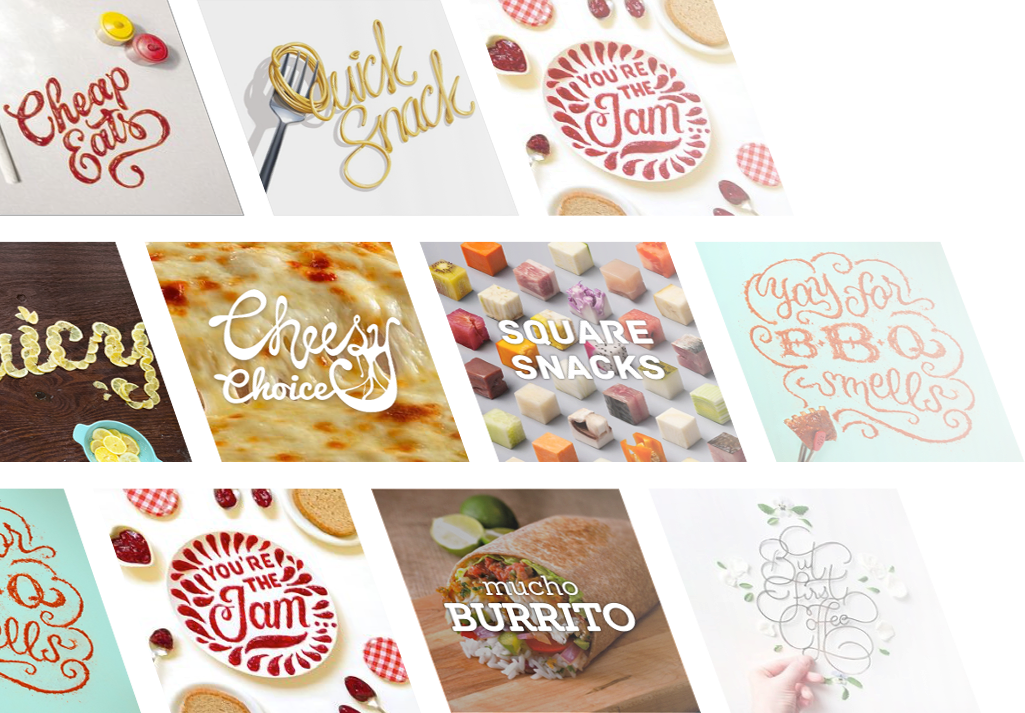 Cheap
Eats
Quick
Snack
YOU'RE
THE
Jam
uicy
Cheesy
Choice
SQUARE
SNACKS
yay for
B·B·Q
smells
or
Q
ells
YOU'RE
THE
Jam
mucho
BURRITO
But
first
Coffee